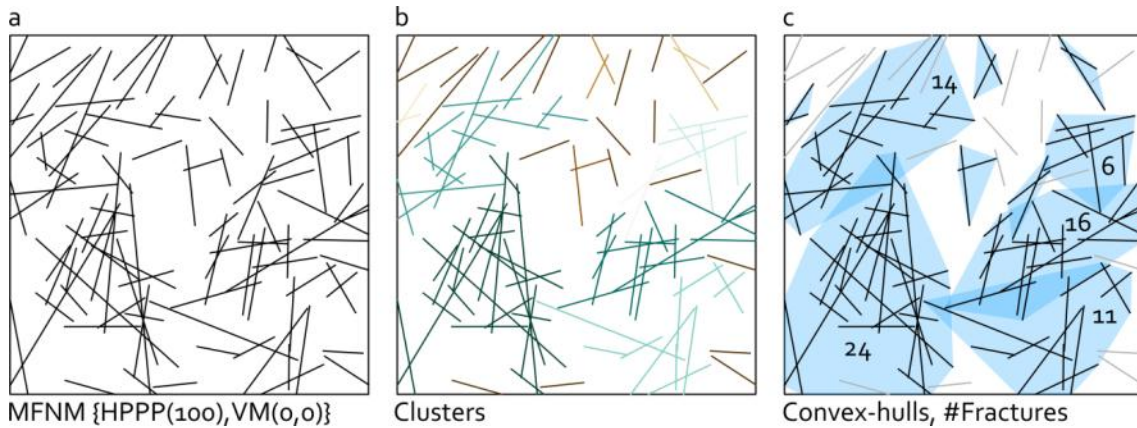 a
b
c
14
6
16
11
24
MFNM {HPPP(100),VM(0,0)}
Clusters
Convex-hulls, #Fractures